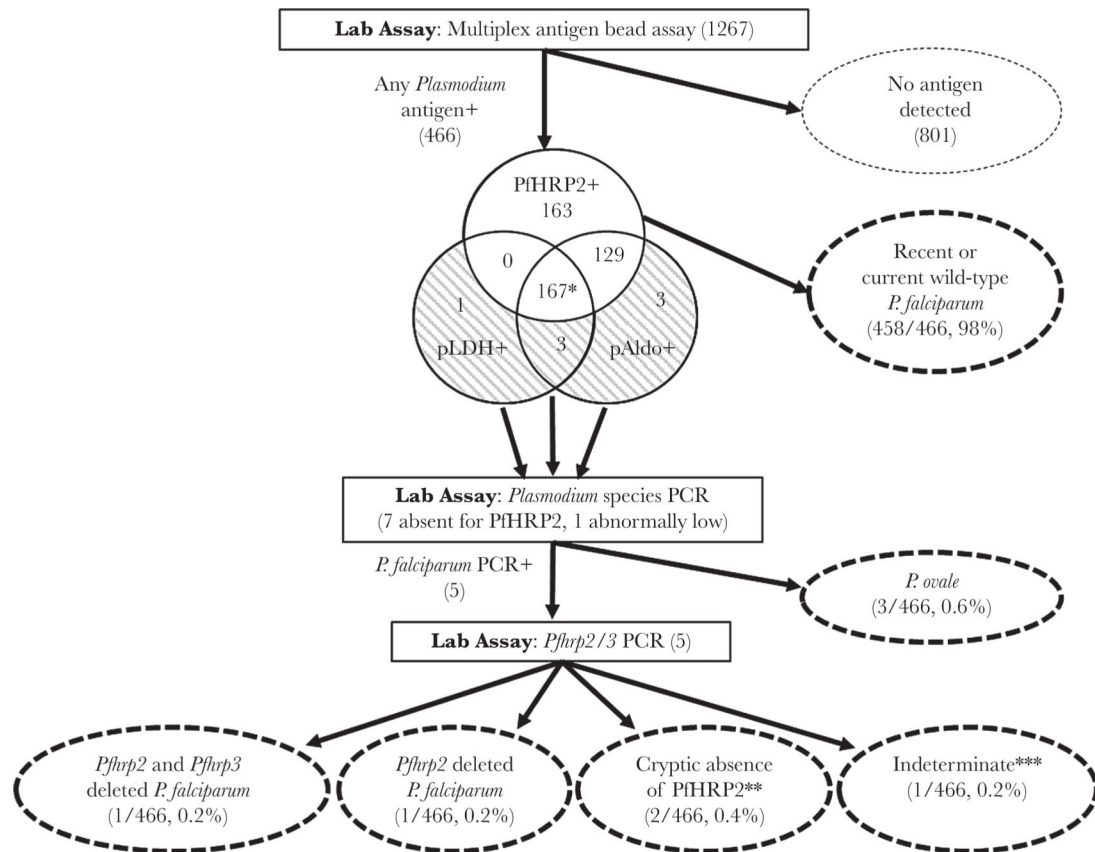 Lab Assay: Multiplex antigen bead assay (1267)
Any Plasmodium
antigen+
(466)
No antigen
detected
(801)
PfHRP2+
163
0
129
167*
1
3
pLDH+
3
pAldo+
Recent or
current wild-type
P. falciparum
(458/466, 98%)
Lab Assay: Plasmodium species PCR
(7 absent for PfHRP2, 1 abnormally low)
P. falciparum PCR+
(5)
P. ovale
(3/466, 0.6%)
Lab Assay: Pfhrp2/3 PCR (5)
Pfhrp2 and Pfhrp3
deleted P. falciparum
(1/466, 0.2%)
Pfhrp2 deleted
P. falciparum
(1/466, 0.2%)
Cryptic absence
of PfHRP2**
(2/466, 0.4%)
Indeterminate***
(1/466, 0.2%)